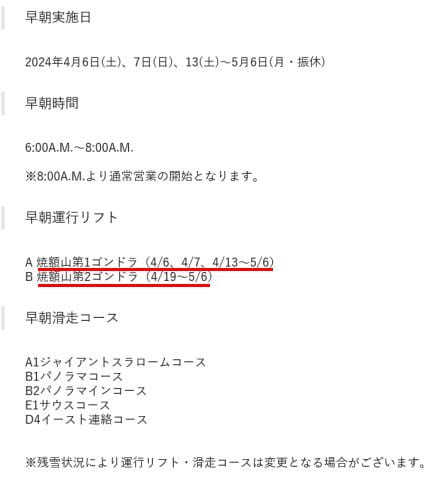 早朝実施日
2024年4月6日(土)、7日(日)、13(土)～5月6日(月・振休)
早朝時間
6:00A.M.～8:00A.M.
※8:00A.M.より通常営業の開始となります。
早朝運行リフト
A 焼額山第1ゴンドラ（4/6、4/7、4/13～5/6）
B 焼額山第2ゴンドラ（4/19～5/6）
早朝滑走コース
A1ジャイアントスラロームコース
B1パノラマコース
B2パノラマインコース
E1サウスコース
D4イースト連絡コース
※残雪状況により運行リフト・滑走コースは変更となる場合がございます。